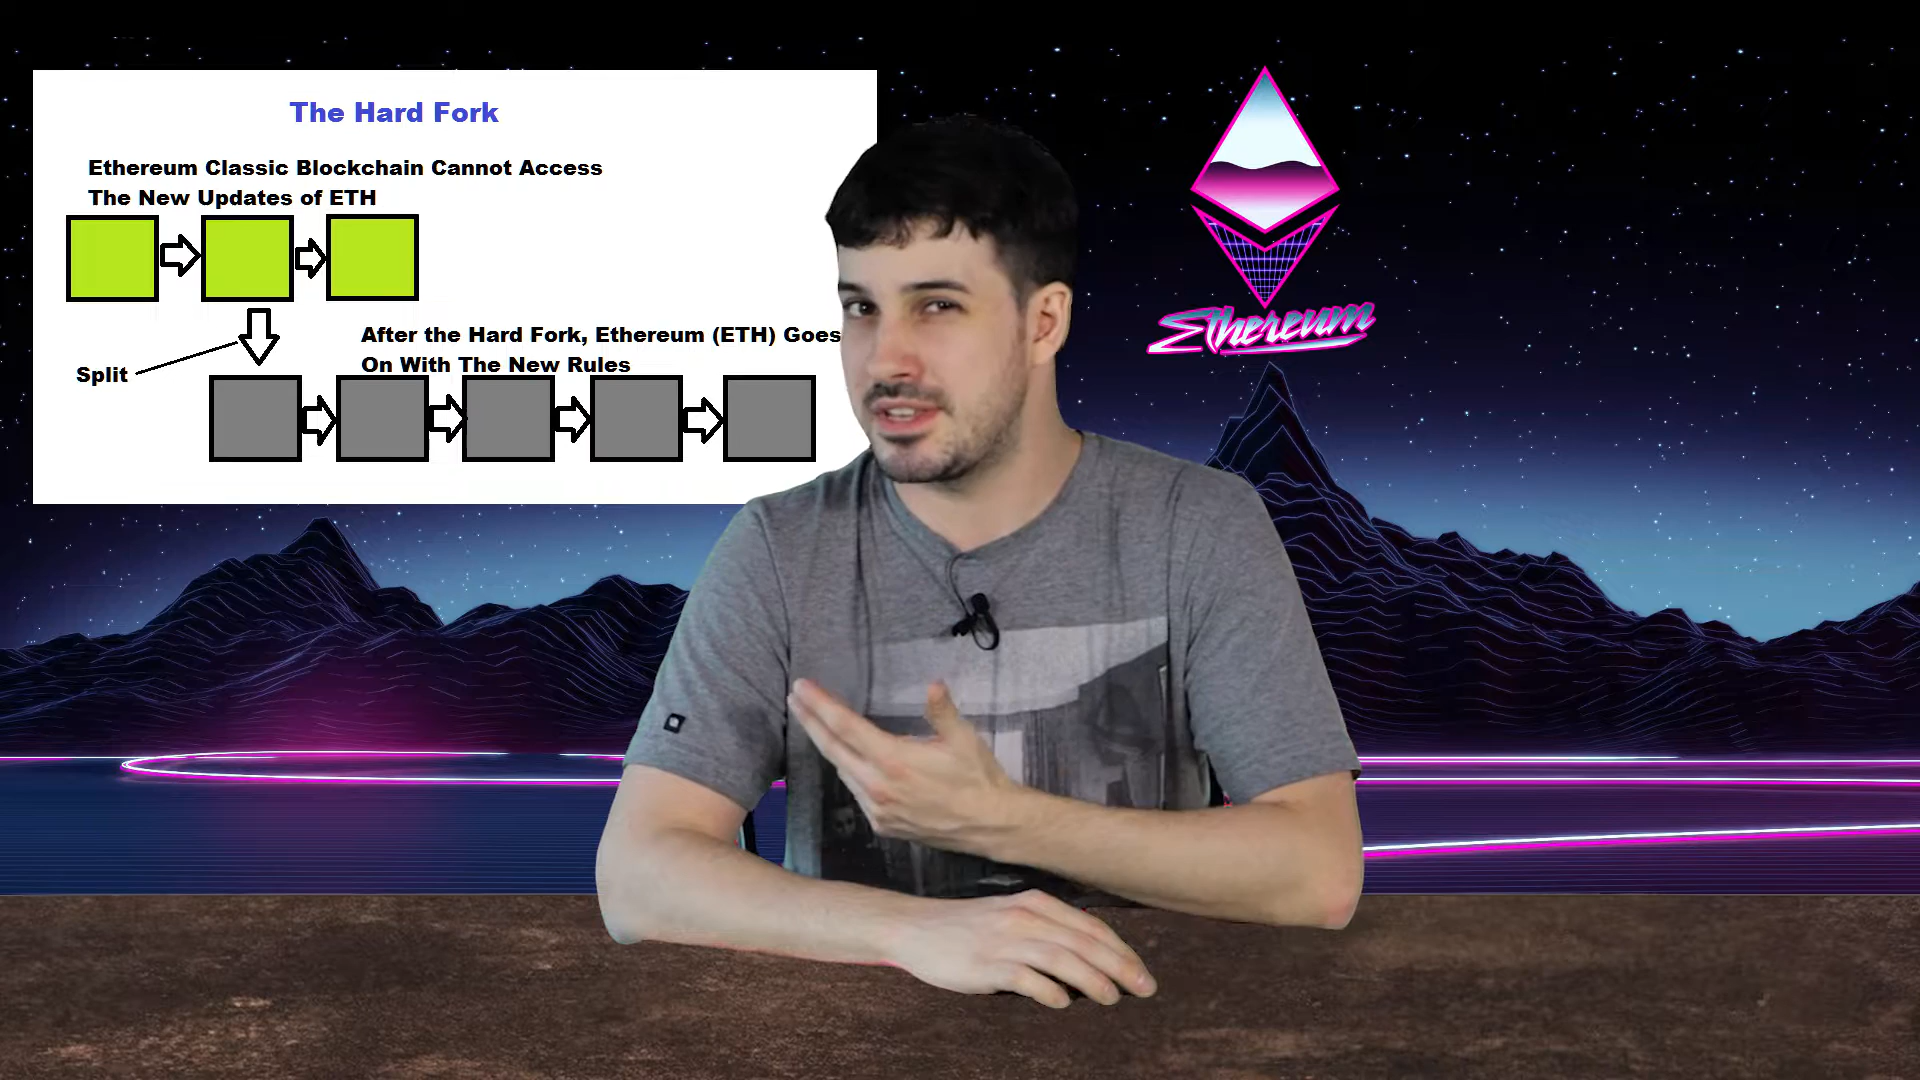 The Hard Fork
Ethereum Classic Blockchain Cannot Access
The New Updates of ETH
After the Hard Fork, Ethereum (ETH) Goes
On With The New Rules
Split
Ethereum